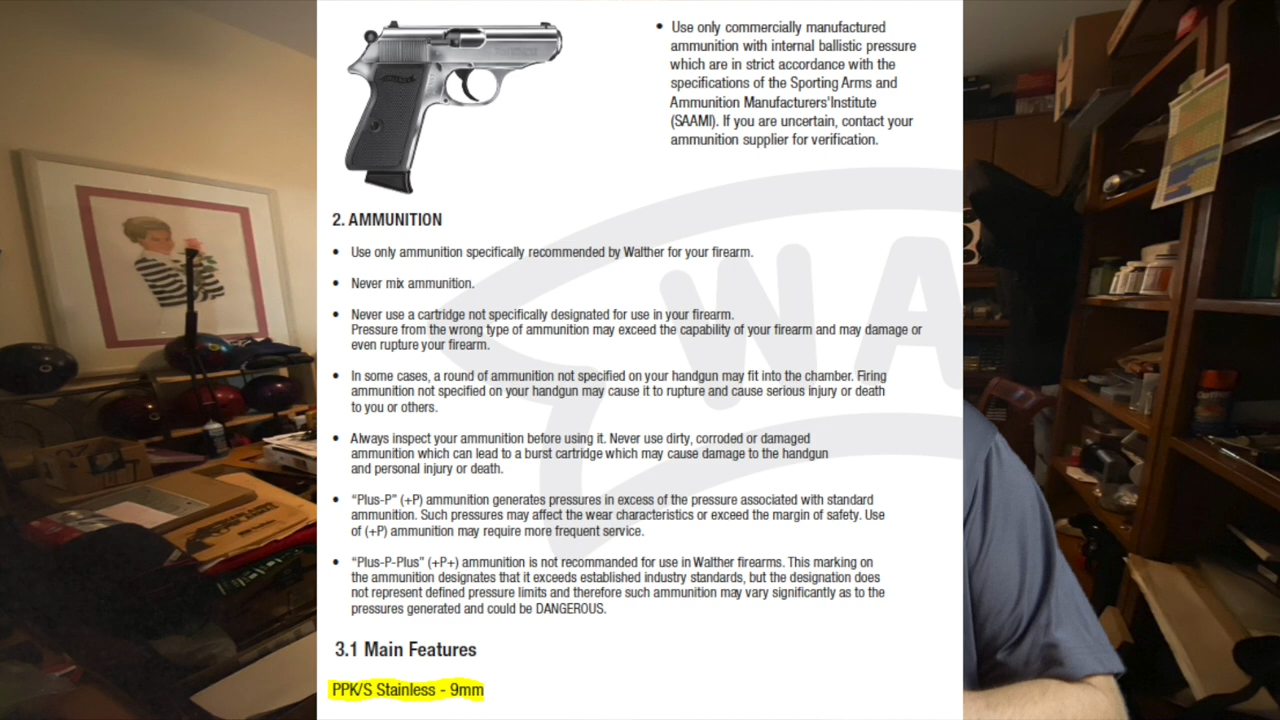 • Use only commercially manufactured
ammunition with internal ballistic pressure
which are in strict accordance with the
specifications of the Sporting Arms and
Ammunition Manufacturers'Institute
(SAAMI). If you are uncertain, contact your
ammunition supplier for verification.
2. AMMUNITION
• Use only ammunition specifically recommended by Walther for your firearm.
• Never mix ammunition.
• Never use a cartridge not specifically designated for use in your firearm.
Pressure from the wrong type of ammunition may exceed the capability of your firearm and may damage or
even rupture your firearm.
• In some cases, a round of ammunition not specified on your handgun may fit into the chamber. Firing
ammunition not specified on your handgun may cause it to rupture and cause serious injury or death
to you or others.
• Always inspect your ammunition before using it. Never use dirty, corroded or damaged
ammunition which can lead to a burst cartridge which may cause damage to the handgun
and personal injury or death.
• “Plus-P” (+P) ammunition generates pressures in excess of the pressure associated with standard
ammunition. Such pressures may affect the wear characteristics or exceed the margin of safety. Use
of (+P) ammunition may require more frequent service.
• “Plus-P-Plus” (+P+) ammunition is not recommanded for use in Walther firearms. This marking on
the ammunition designates that it exceeds established industry standards, but the designation does
not represent defined pressure limits and therefore such ammunition may vary significantly as to the
pressures generated and could be DANGEROUS.
WA
3.1 Main Features
PPK/S Stainless - 9mm